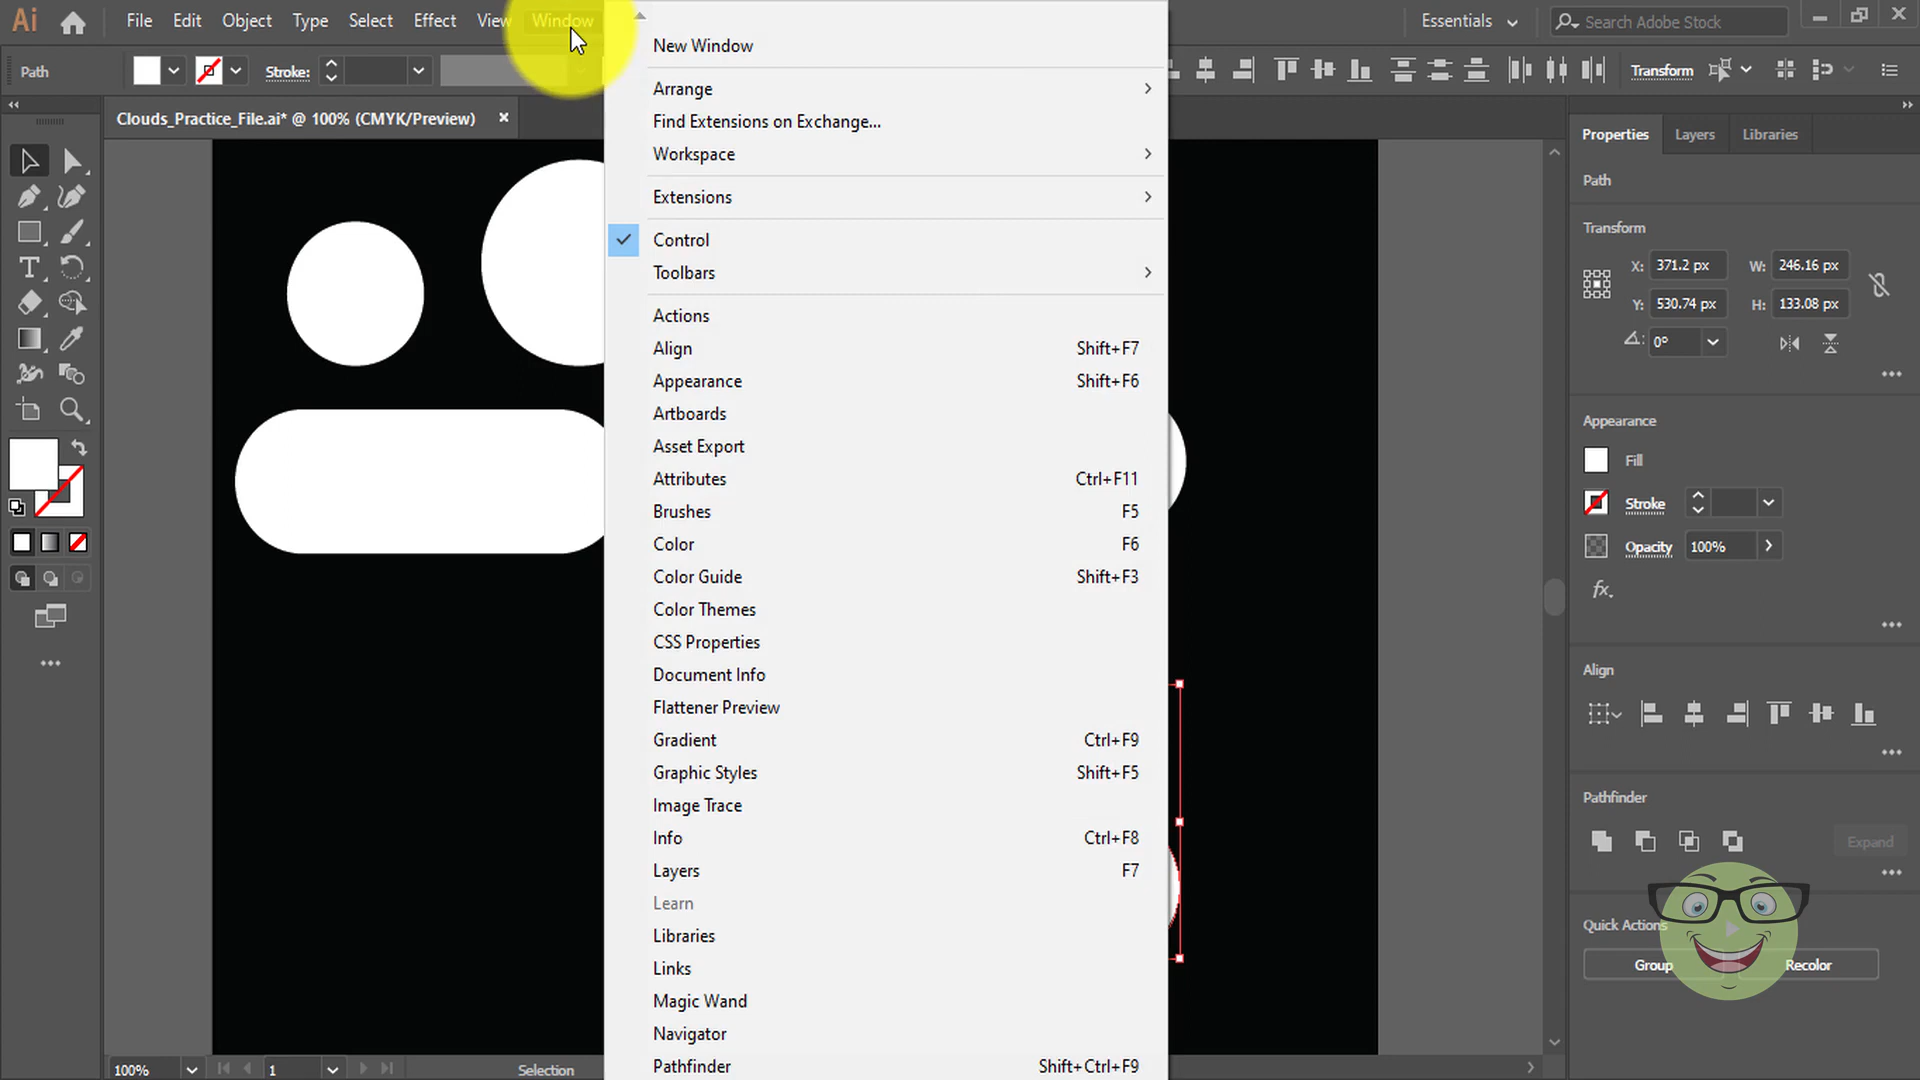 Ai File Edit Object Type Select Effect View Window Essentials Search Adobe Stock
Path Stroke: Transform
Clouds_Practice_File.ai* @ 100% (CMYK/Preview) ×
New Window
Arrange
Find Extensions on Exchange...
Workspace
Extensions
Control
Toolbars
Actions
Align Shift+F7
Appearance Shift+F6
Artboards
Asset Export
Attributes Ctrl+F11
Brushes F5
Color F6
Color Guide Shift+F3
Color Themes
CSS Properties
Document Info
Flattener Preview
Gradient Ctrl+F9
Graphic Styles Shift+F5
Image Trace
Info Ctrl+F8
Layers F7
Learn
Libraries
Links
Magic Wand
Navigator
Pathfinder Shift+Ctrl+F9
Properties Layers Libraries
Path
Transform
X: 371.2 px W: 246.16 px
Y: 530.74 px H: 133.08 px
0°
Appearance
Fill
Stroke
Opacity 100%
fx.
Align
Pathfinder
Expand
Quick Actions
Group Recolor
100% 1 Selection